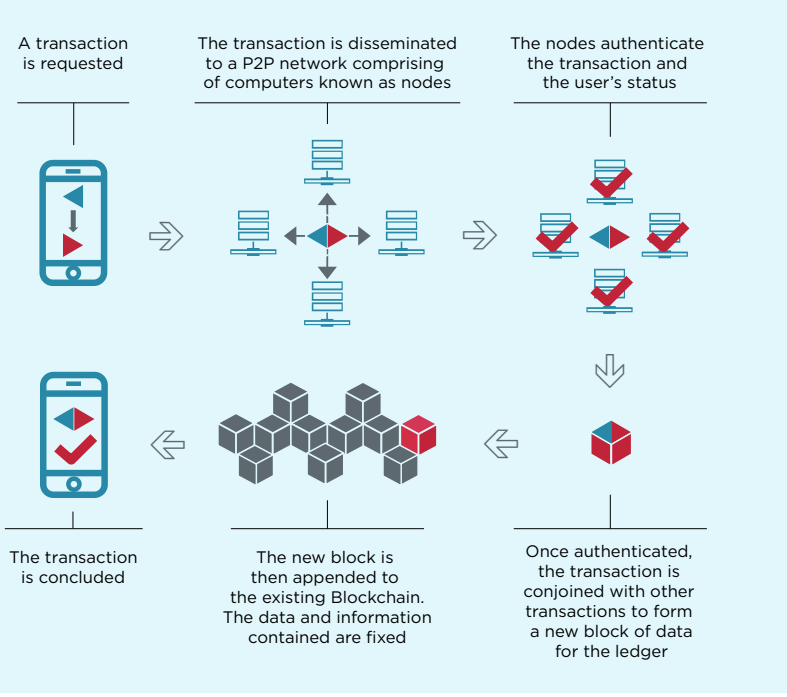 A transaction
is requested
The transaction is disseminated
to a P2P network comprising
of computers known as nodes
The nodes authenticate
the transaction and
the user's status
Once authenticated,
the transaction is
conjoined with other
transactions to form
a new block of data
for the ledger
The new block is
then appended to
the existing Blockchain.
The data and information
contained are fixed
The transaction
is concluded